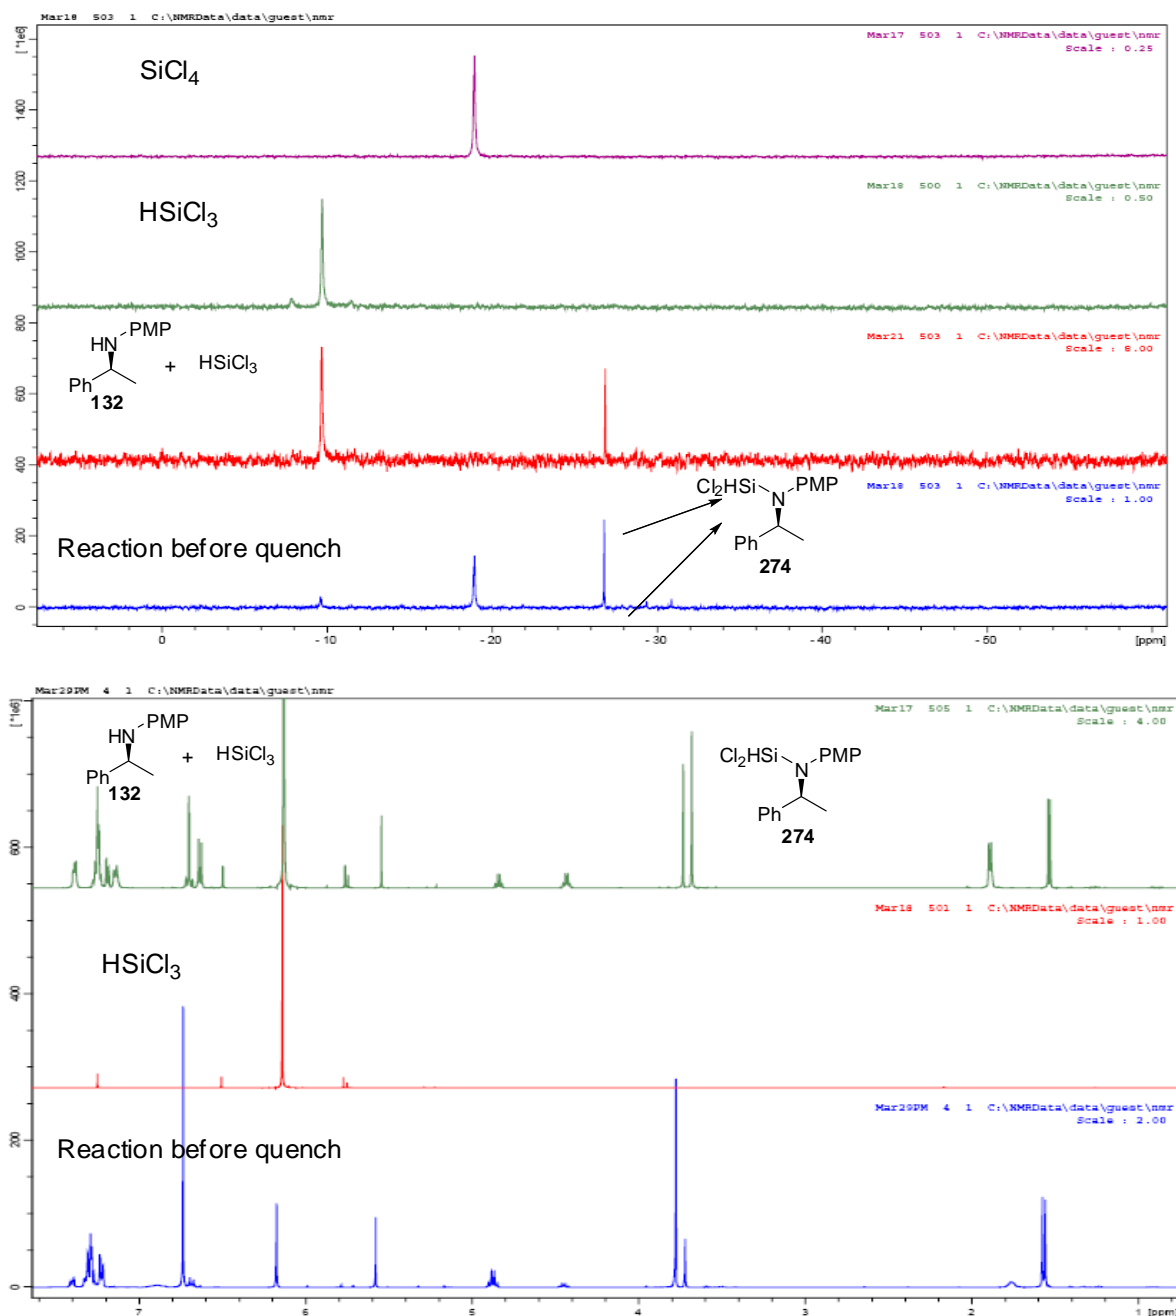 Mar18 503 1 C:\NMRData\data\guest\nmr
[*1e6]
Mar17 503 1 C:\NMRData\data\guest\nmr
Scale : 0.25
SiCl4
1400
1200
Mar18 500 1 C:\NMRData\data\guest\nmr
Scale : 0.50
HSiCl3
1000
800
Mar21 503 1 C:\NMRData\data\guest\nmr
Scale : 8.00
HN PMP
Ph
+ HSiCl3
132
600
400
Mar18 503 1 C:\NMRData\data\guest\nmr
Scale : 1.00
Cl2HSi N PMP
Ph
274
200
Reaction before quench
0
0 -10 -20 -30 -40 -50 [ppm]
Mar29PM 4 1 C:\NMRData\data\guest\nmr
[*1e6]
Mar17 505 1 C:\NMRData\data\guest\nmr
Scale : 4.00
HN PMP
Ph
+ HSiCl3
132
Cl2HSi N PMP
Ph
274
600
Mar18 501 1 C:\NMRData\data\guest\nmr
Scale : 1.00
HSiCl3
400
Mar29PM 4 1 C:\NMRData\data\guest\nmr
Scale : 2.00
200
Reaction before quench
0
7 6 5 4 3 2 1 [ppm]